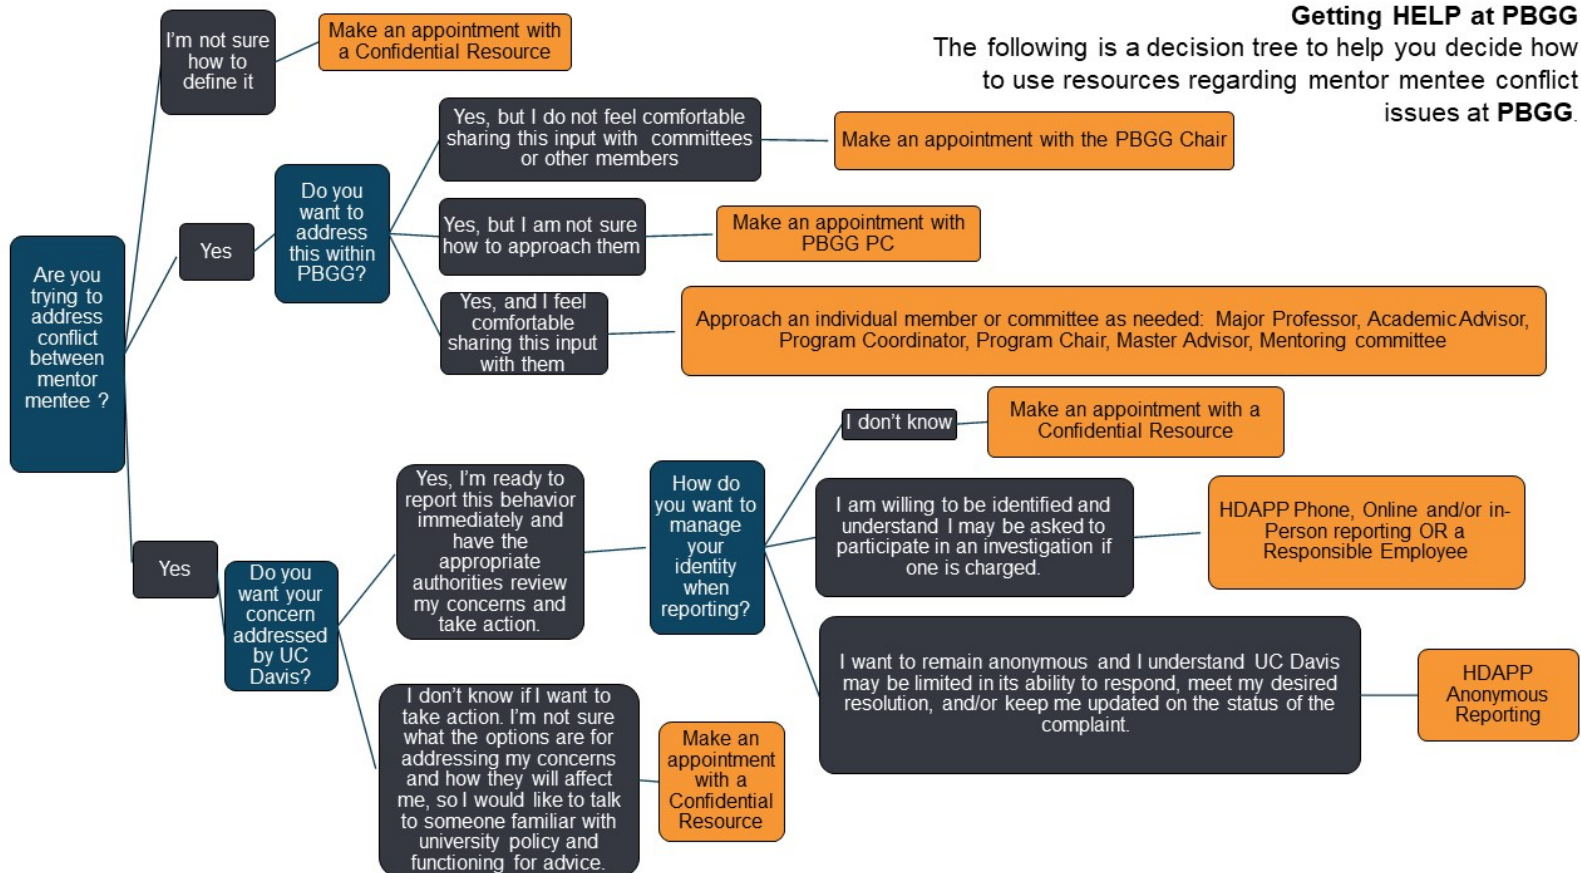 Getting HELP at PBGG
The following is a decision tree to help you decide how
to use resources regarding mentor mentee conflict
issues at PBGG.
Are you
trying to
address
conflict
between
mentor
mentee ?
I'm not sure
how to
define it
Make an appointment with
a Confidential Resource
Yes
Do you
want to
address
this within
PBGG?
Yes, but I do not feel comfortable
sharing this input with committees
or other members
Make an appointment with the PBGG Chair
Yes, but I am not sure
how to approach them
Make an appointment with
PBGG PC
Yes, and I feel
comfortable
sharing this input
with them
Approach an individual member or committee as needed: Major Professor, Academic Advisor,
Program Coordinator, Program Chair, Master Advisor, Mentoring committee
Yes
Do you
want your
concern
addressed
by UC
Davis?
Yes, I'm ready to
report this behavior
immediately and
have the
appropriate
authorities review
my concerns and
take action.
How do
you want to
manage
your
identity
when
reporting?
I don't know
Make an appointment with a
Confidential Resource
I am willing to be identified and
understand I may be asked to
participate in an investigation if
one is charged.
HDAPP Phone, Online and/or in-
Person reporting OR a
Responsible Employee
I want to remain anonymous and I understand UC Davis
may be limited in its ability to respond, meet my desired
resolution, and/or keep me updated on the status of the
complaint.
HDAPP
Anonymous
Reporting
I don't know if I want to
take action. I'm not sure
what the options are for
addressing my concerns
and how they will affect
me, so I would like to talk
to someone familiar with
university policy and
functioning for advice.
Make an
appointment
with a
Confidential
Resource